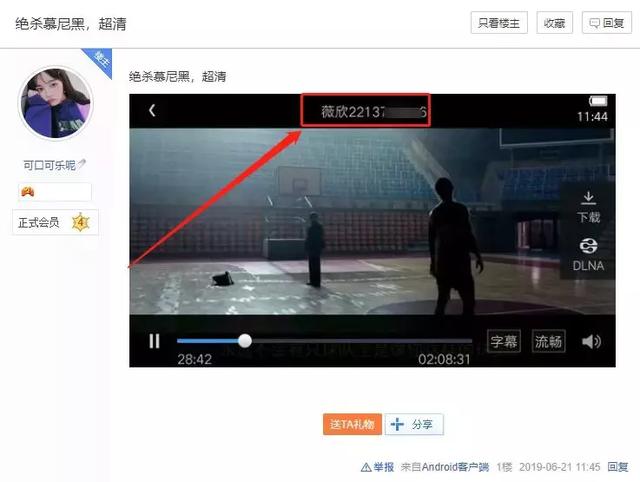 绝杀慕尼黑，超清
只看楼主 收藏 回复
楼主
绝杀慕尼黑，超清
薇欣22137 6
11:44
下载
DLNA
字幕 流畅
28:42 02:08:31
可口可乐呢
正式会员 4
送TA礼物 分享
举报 来自Android客户端 1楼 2019-06-21 11:45 回复